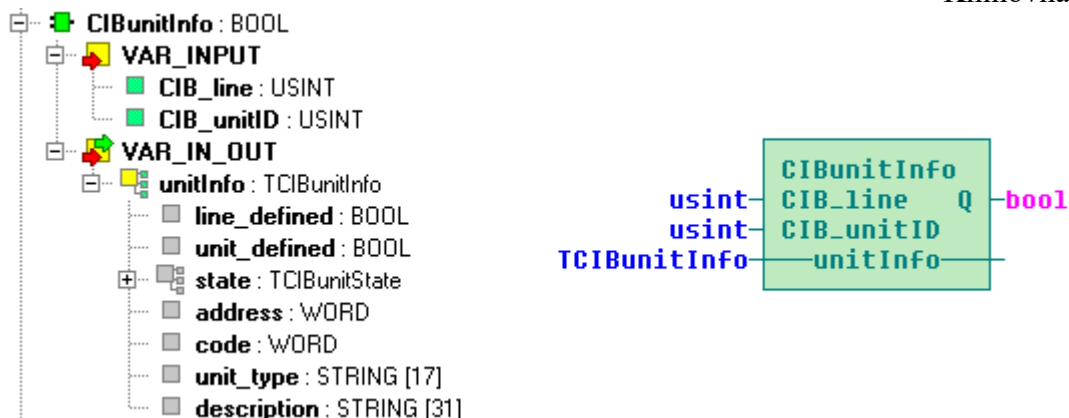 Knihovna
CIBunitInfo : BOOL
VAR_INPUT
CIB_line : USINT
CIB_unitID : USINT
VAR_IN_OUT
unitInfo : TCIBunitInfo
line_defined : BOOL
unit_defined : BOOL
state : TCIBunitState
address : WORD
code : WORD
unit_type : STRING [17]
description : STRING [31]
CIBunitInfo
usint CIB_line Q bool
usint CIB_unitID
TCIBunitInfo unitInfo